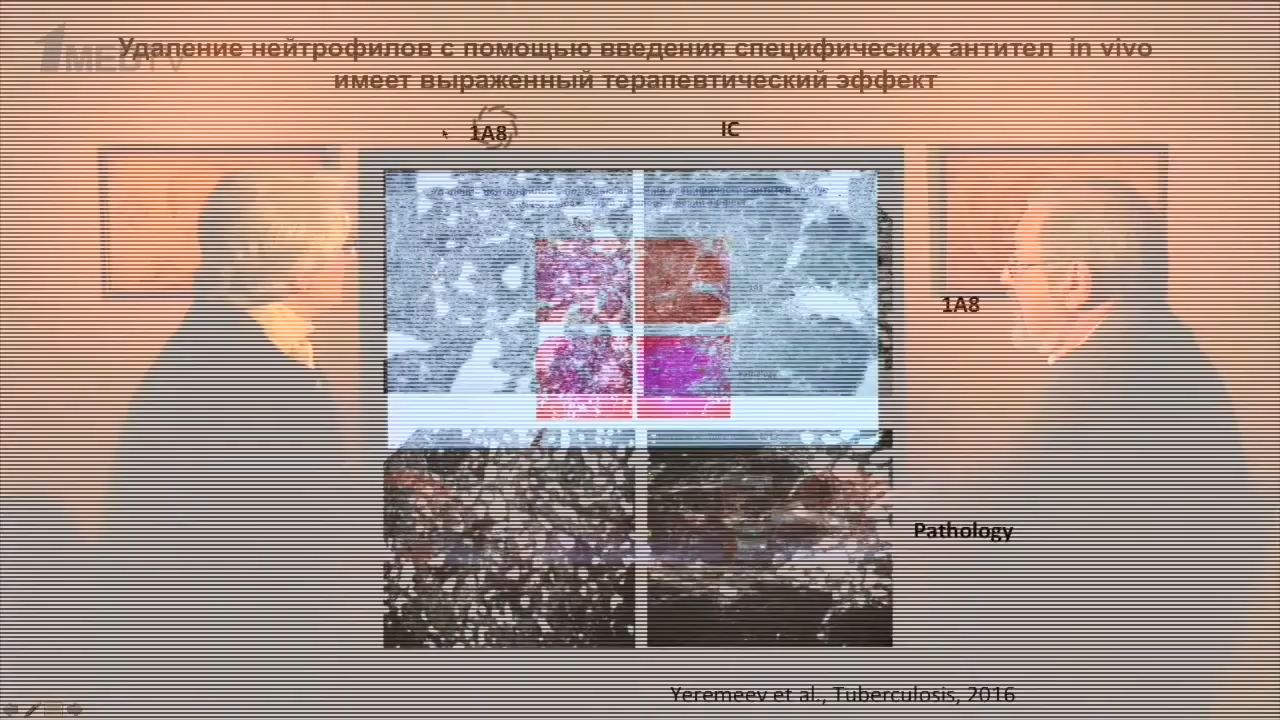 1MEDTV
Удаление нейтрофилов с помощью введения специфических антител in vivo
имеет выраженный терапевтический эффект
1A8
IC
1A8
Pathology
Yeremeev et al., Tuberculosis, 2016